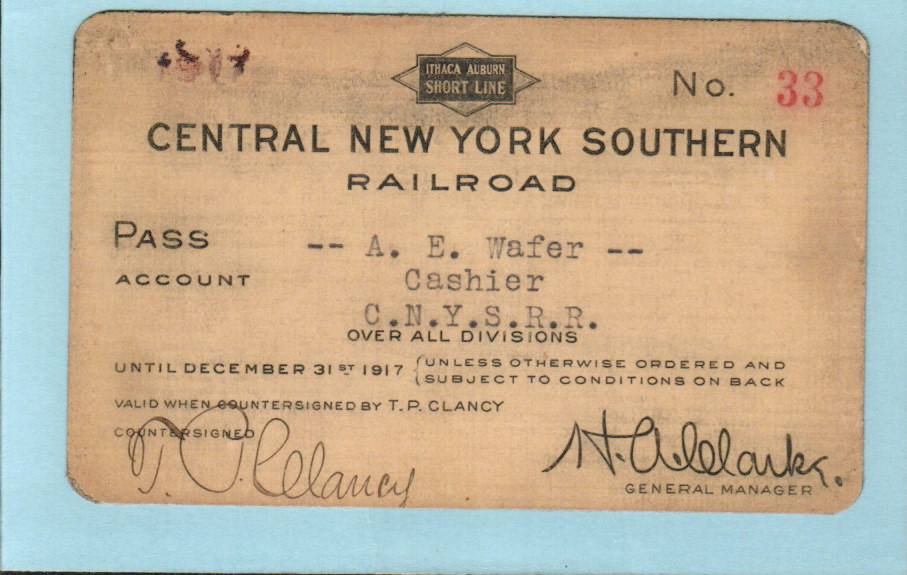 1917
ITHACA AUBURN
SHORT LINE
No. 33
CENTRAL NEW YORK SOUTHERN
RAILROAD
PASS -- A. E. Wafer --
ACCOUNT Cashier
C.N.Y.S.R.R.
OVER ALL DIVISIONS
UNTIL DECEMBER 31ST 1917 { UNLESS OTHERWISE ORDERED AND
SUBJECT TO CONDITIONS ON BACK
VALID WHEN COUNTERSIGNED BY T.P. CLANCY
COUNTERSIGNED
T. P. Clancy
H. A. Clarke.
GENERAL MANAGER